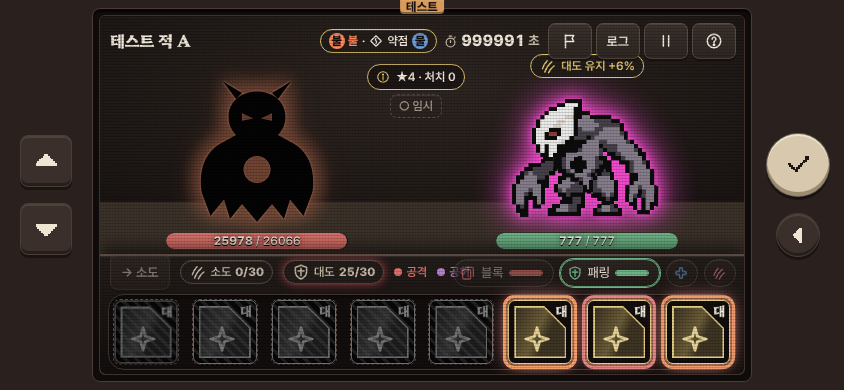 테스트
테스트 적 A
불 불 · 약점 물
999991 초
로그
★4 · 처치 0
대도 유지 +6%
임시
25978 / 26066
777 / 777
→ 소도
소도 0/30
대도 25/30
공격
블록
패링
대 대 대 대 대 대 대 대